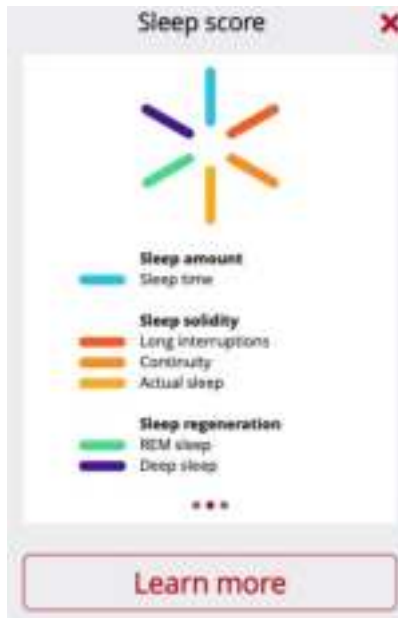 Sleep score
Sleep amount
Sleep time
Sleep solidity
Long interruptions
Continuity
Actual sleep
Sleep regeneration
REM sleep
Deep sleep
Learn more